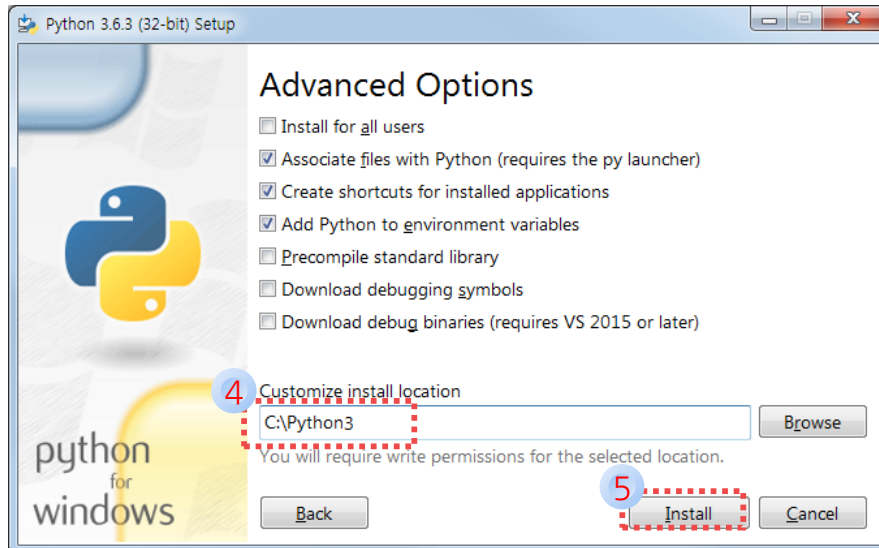 Python 3.6.3 (32-bit) Setup
Advanced Options
Install for all users
Associate files with Python (requires the py launcher)
Create shortcuts for installed applications
Add Python to environment variables
Precompile standard library
Download debugging symbols
Download debug binaries (requires VS 2015 or later)
4
Customize install location
C:\Python3
Browse
You will require write permissions for the selected location.
python
for
windows
5
Back
Install
Cancel